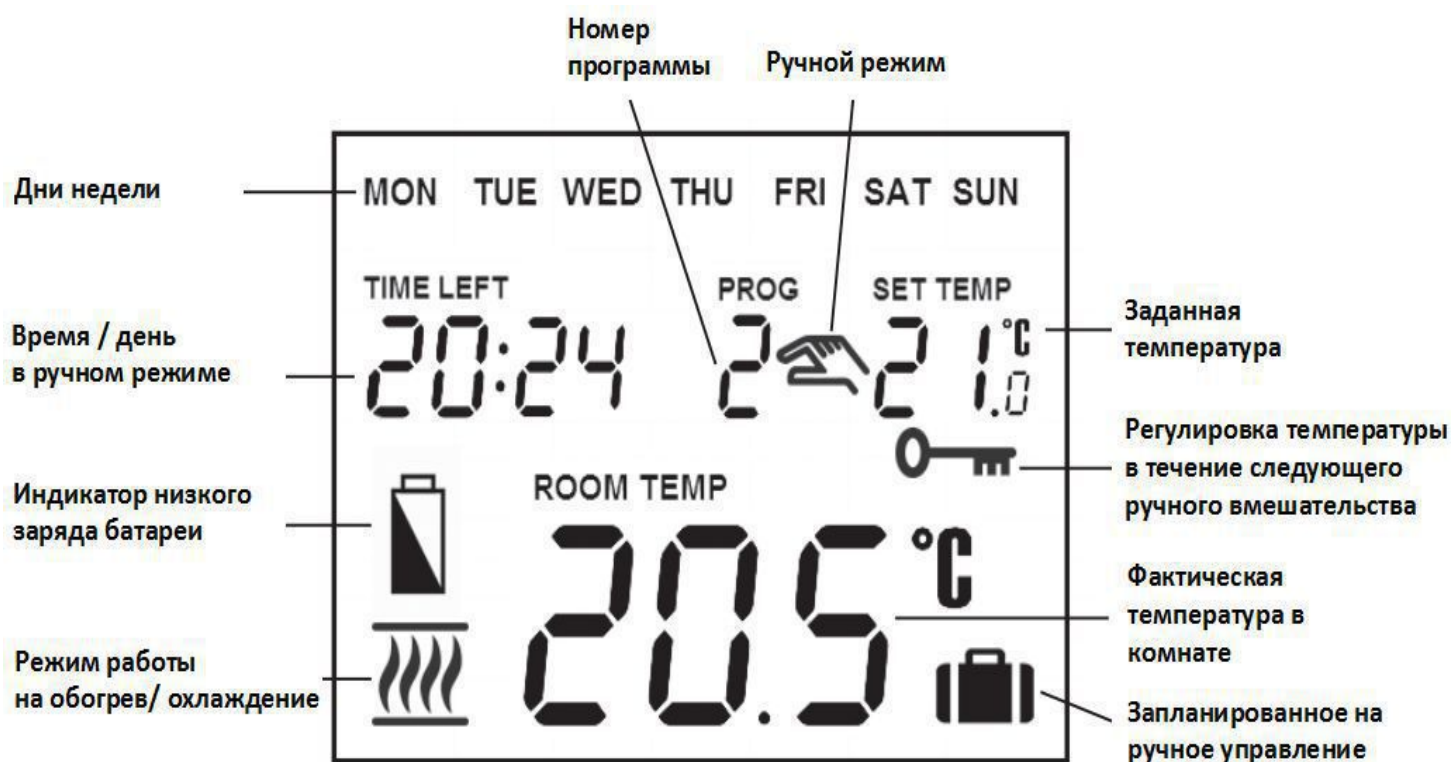 Номер
программы
Ручной режим
Дни недели
MON TUE WED THU FRI SAT SUN
TIME LEFT PROG SET TEMP
Время / день
в ручном режиме
20:24 2 21.0 °C
Заданная
температура
Регулировка температуры
в течение следующего
ручного вмешательства
Индикатор низкого
заряда батареи
ROOM TEMP
20.5 °C
Фактическая
температура в
комнате
Режим работы
на обогрев/ охлаждение
Запланированное на
ручное управление